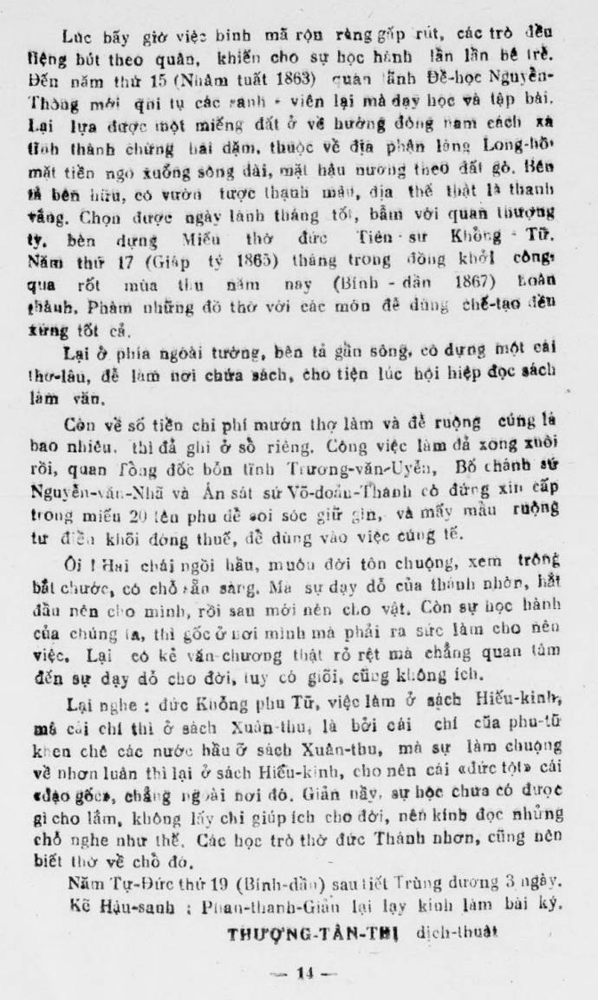 Lúc bấy giờ việc binh mã rộn ràng gấp rút, các trò đều
liệng bút theo quân, khiến cho sự học hành lần lần bê trễ.
Đến năm thứ 15 (Nhâm tuất 1863) quan lãnh Đề-học Nguyễn-
Thông mới qui tụ các sanh - viên lại mà dạy học và tập bài.
Lại lựa được một miếng đất ở về hướng đông nam cách xa
tỉnh thành chừng hai dặm, thuộc về địa phận làng Long-hồ,
mặt tiền ngó xuống sông dài, mặt hậu nương theo đất gò. Bên
tả bên hữu, có vườn tược thạnh mậu, địa thế thật là thanh
vắng. Chọn được ngày lành tháng tốt, bẩm với quan thượng
ty, bèn dựng Miếu thờ đức Tiên - sư Khổng - Tử.
Năm thứ 17 (Giáp tý 1865) tháng trong đông khởi công,
qua rốt mùa thu năm nay (Bính - dần 1867) hoàn
thành. Phàm những đồ thờ với các món để dùng chế-tạo đều
xứng tốt cả.
Lại ở phía ngoài tường, bên tả gần sông, có dựng một cái
thơ-lâu, để làm nơi chứa sách, cho tiện lúc hội hiệp đọc sách
làm văn.
Còn về số tiền chi phí mướn thợ làm và để ruộng cúng là
bao nhiêu, thì đã ghi ở sổ riêng. Công việc làm đã xong xuôi
rồi, quan Tổng đốc bổn tỉnh Trương-văn-Uyển, Bố chánh sứ
Nguyễn-văn-Nhã và Án sát sứ Võ-doãn-Thanh có đứng xin cấp
trong miếu 20 tên phu để soi sóc giữ gìn, và mấy mẫu ruộng
tư điền khỏi đóng thuế, để dùng vào việc cúng tế.
Ôi ! Hai chái ngồi hầu, muôn đời tôn chuộng, xem trông
bắt chước, có chỗ sẵn sàng. Mà sự dạy dỗ của thánh nhơn, bắt
đầu nên cho mình, rồi sau mới nên cho vật. Còn sự học hành
của chúng ta, thì gốc ở nơi mình mà phải ra sức làm cho nên
việc. Lại có kẻ văn-chương thật rỏ rệt mà chẳng quan tâm
đến sự dạy dỗ cho đời, tuy có giỏi, cũng không ích.
Lại nghe : đức Khổng phu Tử, việc làm ở sách Hiếu-kinh,
mà cái chí thì ở sách Xuân-thu, là bởi cái chí của phu-tử
khen chê các nước hầu ở sách Xuân-thu, mà sự làm chuộng
về nhơn luân thì lại ở sách Hiếu-kinh, cho nên cái «đức tột» cái
«đạo gốc», chẳng ngoài nơi đó. Giản nầy, sự học chưa có được
gì cho lắm, không lấy chi giúp ích cho đời, nên kính đọc những
chỗ nghe như thế. Các học trò thờ đức Thánh nhơn, cũng nên
biết thờ về chỗ đó.
Năm Tự-Đức thứ 19 (Bính-dần) sau tiết Trùng dương 3 ngày.
Kẻ Hậu-sanh : Phan-thanh-Giản lại lạy kính làm bài ký.
THƯỢNG-TÂN-THỊ dịch-thuật
— 14 —